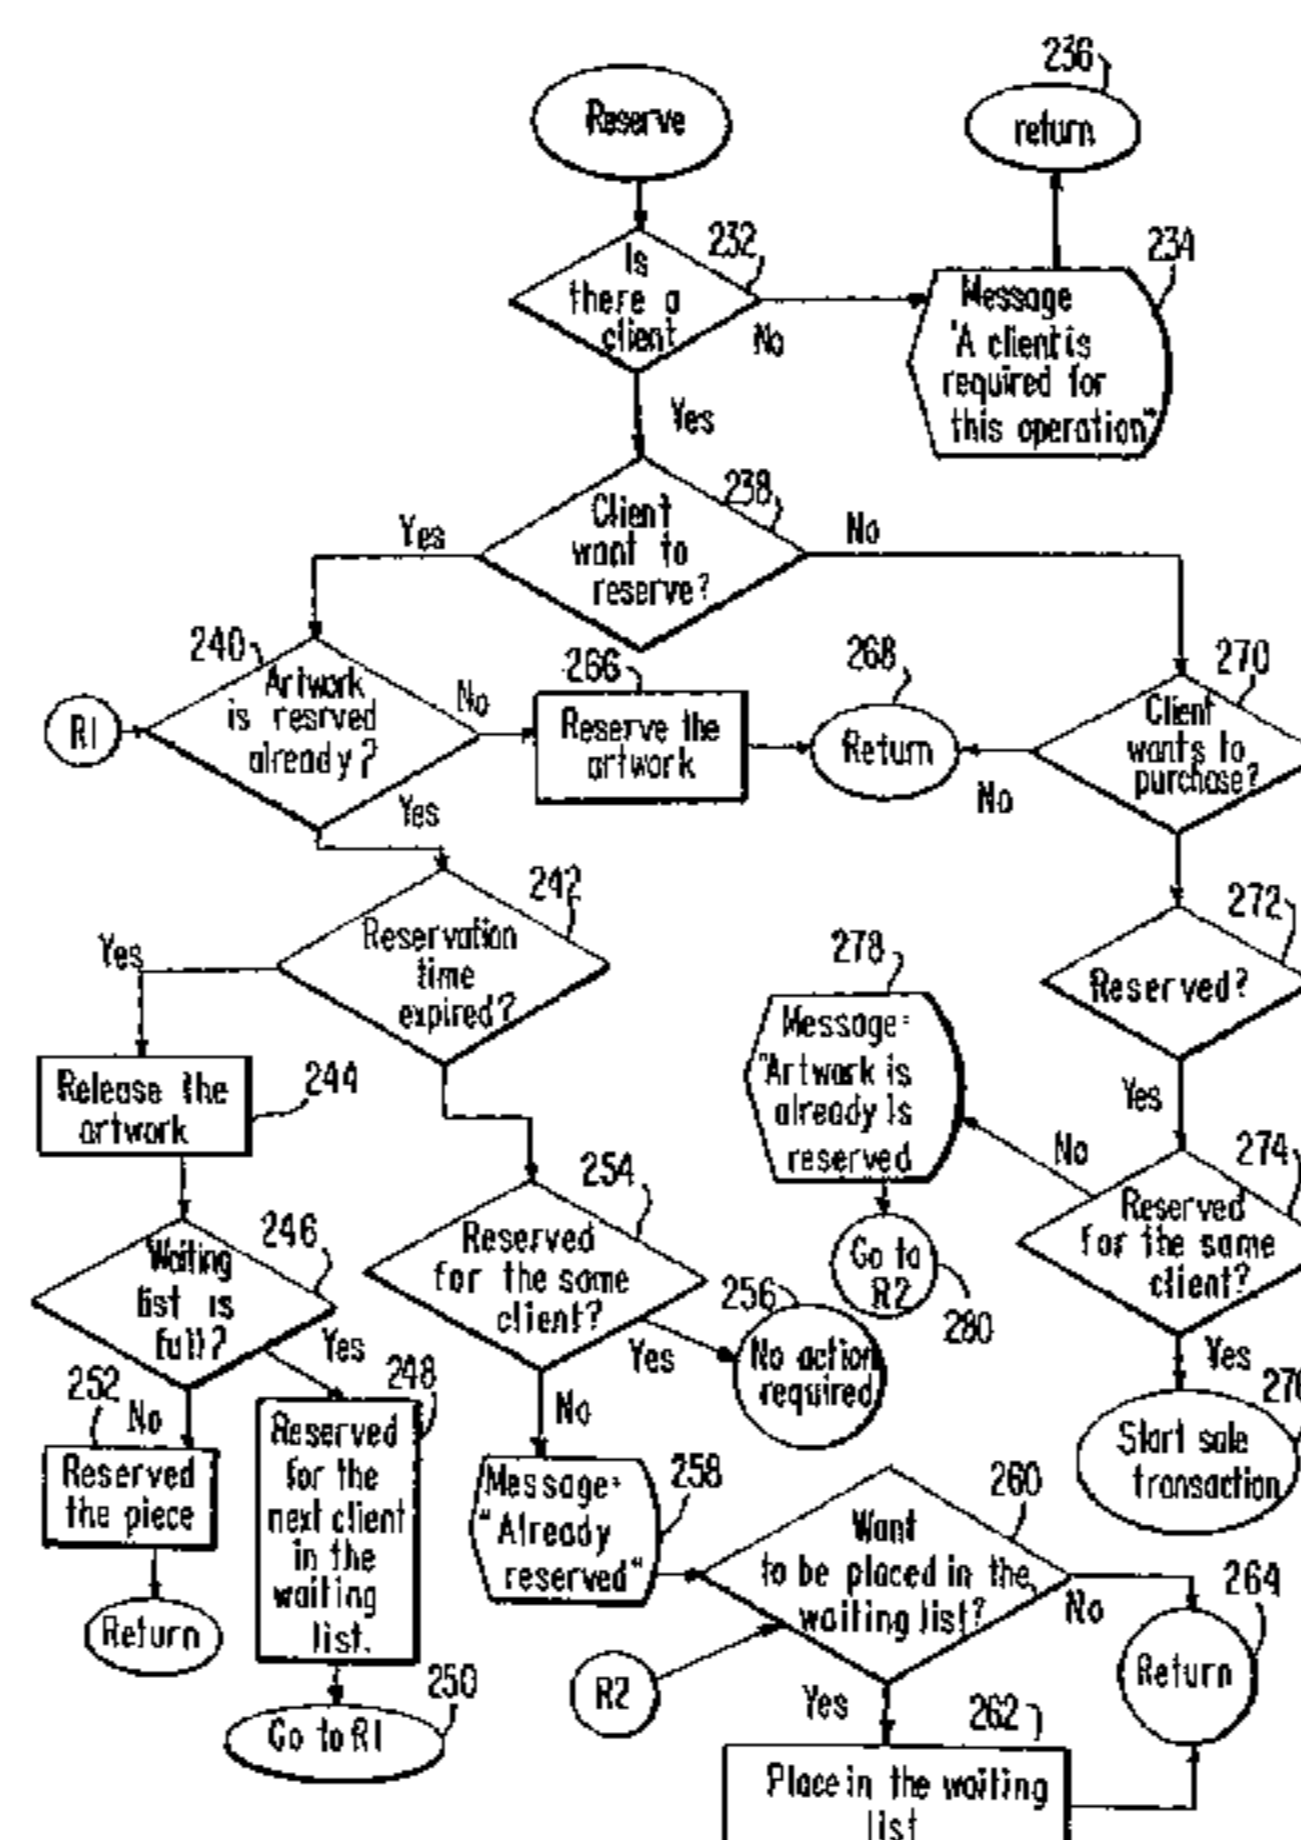 236
Reserve
return
232
234
Is
there a
client
No
Message
"A client is
required for
this operation"
Yes
238
Client
want to
reserve?
Yes
No
240
Artwork
is resrved
already?
R1
No
266
Reserve the
artwork
268
Return
270
Client
wants to
purchase?
No
Yes
242
Reservation
time
expired?
Yes
272
Reserved?
278
Message:
"Artwork is
already Is
reserved
Yes
Release the
artwork
244
254
No
274
Reserved
for the same
client?
246
Waiting
list is
full?
Reserved
for the same
client?
Go to
R2
280
256
No action
required
Yes
Yes
252
No
248
Yes
Reserved
the piece
Reserved
for the
next client
in the
waiting
list.
No
Start sale
transaction
Message:
"Already
reserved"
258
260
Want
to be placed in the
waiting list?
No
264
Return
Return
R2
250
Go to R1
Yes
262
Place in the waiting
list